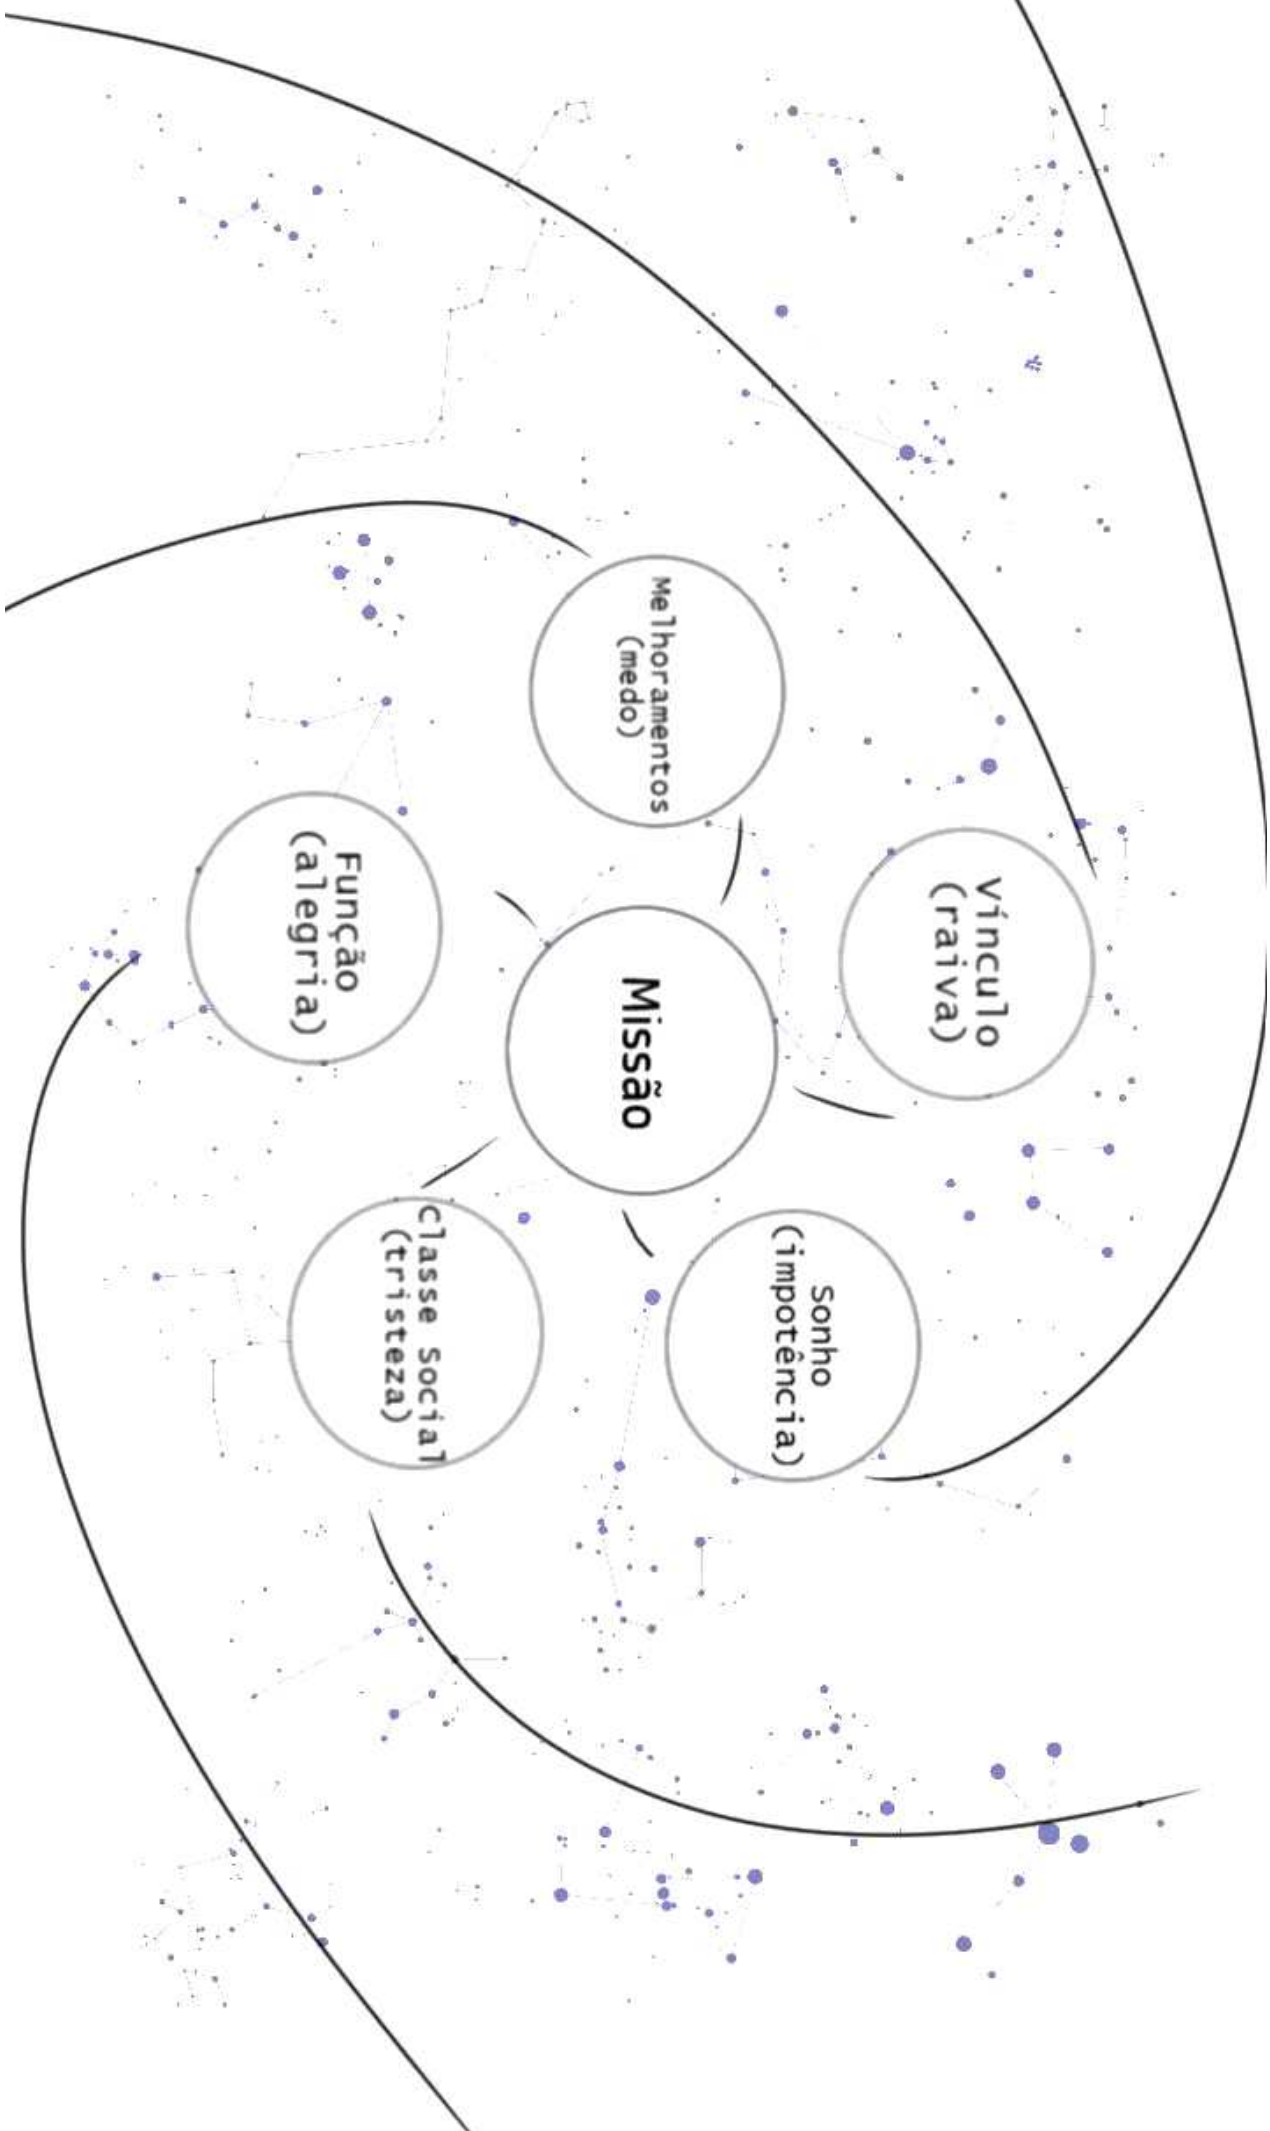 Vínculo
(raiva)
Sonho
(impotência)
Melhoramentos
(medo)
Missão
Classe Social
(tristeza)
Função
(alegria)